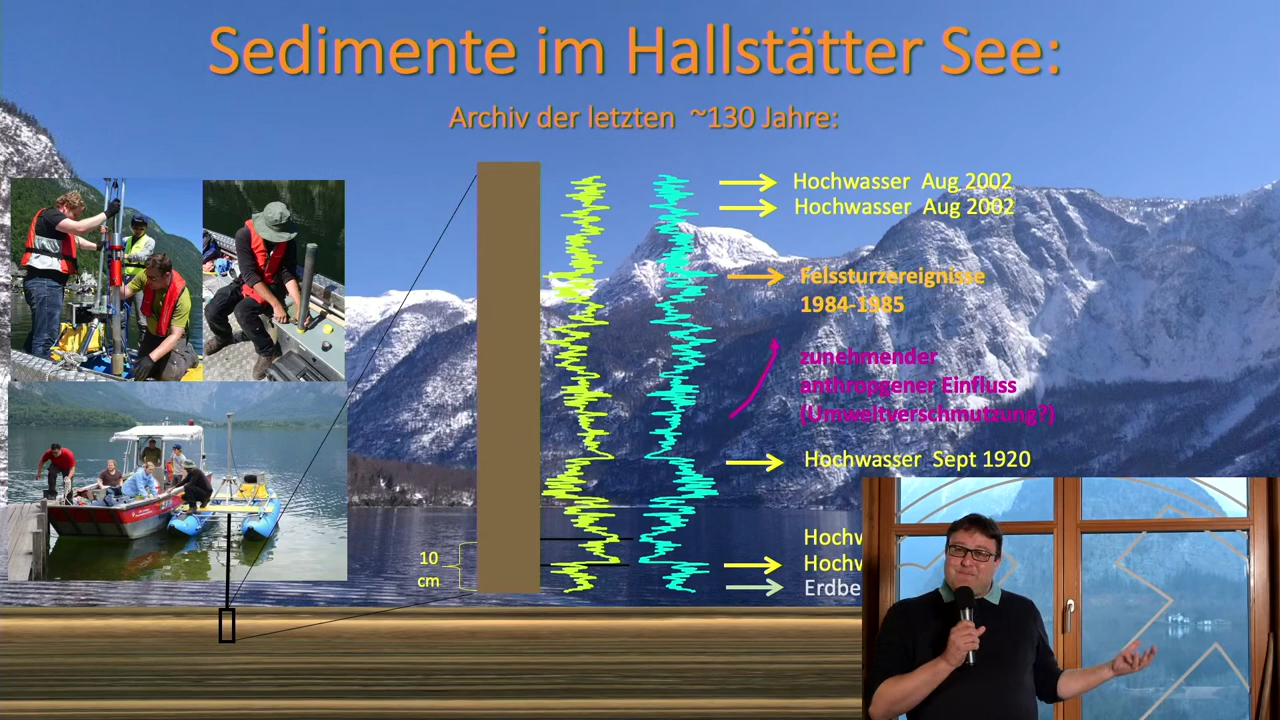 Sedimente im Hallstätter See:
Archiv der letzten ~130 Jahre:
Hochwasser Aug 2002
Hochwasser Aug 2002
Felssturzereignisse
1984-1985
zunehmender
anthropgener Einfluss
(Umweltverschmutzung?)
Hochwasser Sept 1920
10
cm